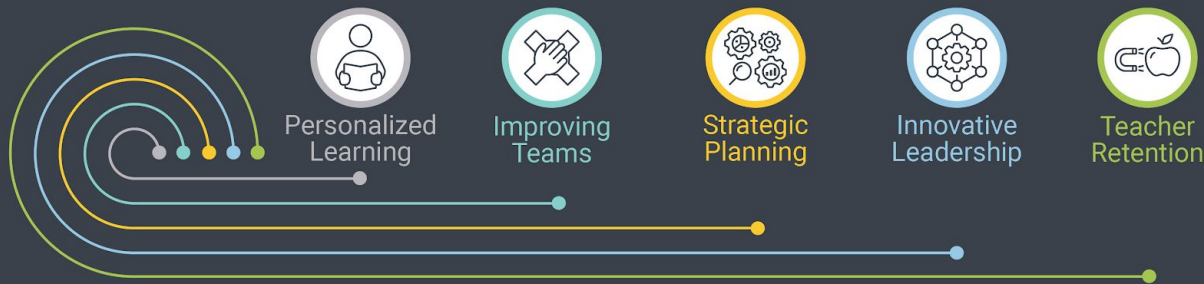 Personalized
Learning
Improving
Teams
Strategic
Planning
Innovative
Leadership
Teacher
Retention